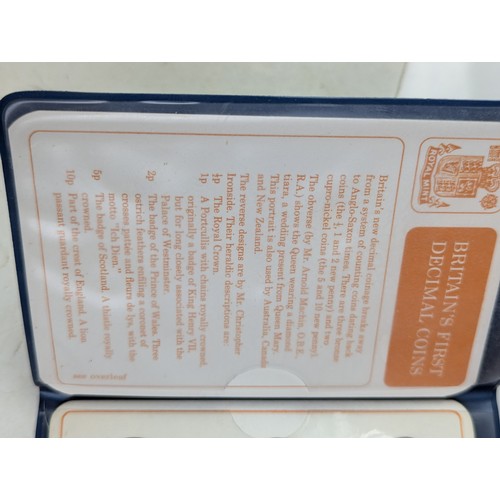 ROYAL MINT
BRITAIN'S FIRST
DECIMAL COINS
Britain's new decimal coinage breaks away
from a system of counting coins dating back
to Anglo-Saxon times. There are three bronze
coins (the ½, 1 and 2 new penny) and two
cupro-nickel coins (the 5 and 10 new penny).
The obverse (by Mr. Arnold Machin, O.B.E.,
R.A.) shows the Queen wearing a diamond
tiara, a wedding present from Queen Mary.
This portrait is also used by Australia, Canada
and New Zealand.
The reverse designs are by Mr. Christopher
Ironside. Their heraldic descriptions are:
½p The Royal Crown.
1p A Portcullis with chains royally crowned,
originally a badge of King Henry VII,
but for long closely associated with the
Palace of Westminster.
2p The badge of the Prince of Wales. Three
ostrich feathers enfiling a coronet of
crosses patée and fleurs de lys, with the
motto "Ich Dien."
5p The badge of Scotland. A thistle royally
crowned.
10p Part of the crest of England. A lion
passant guardant royally crowned.
see overleaf